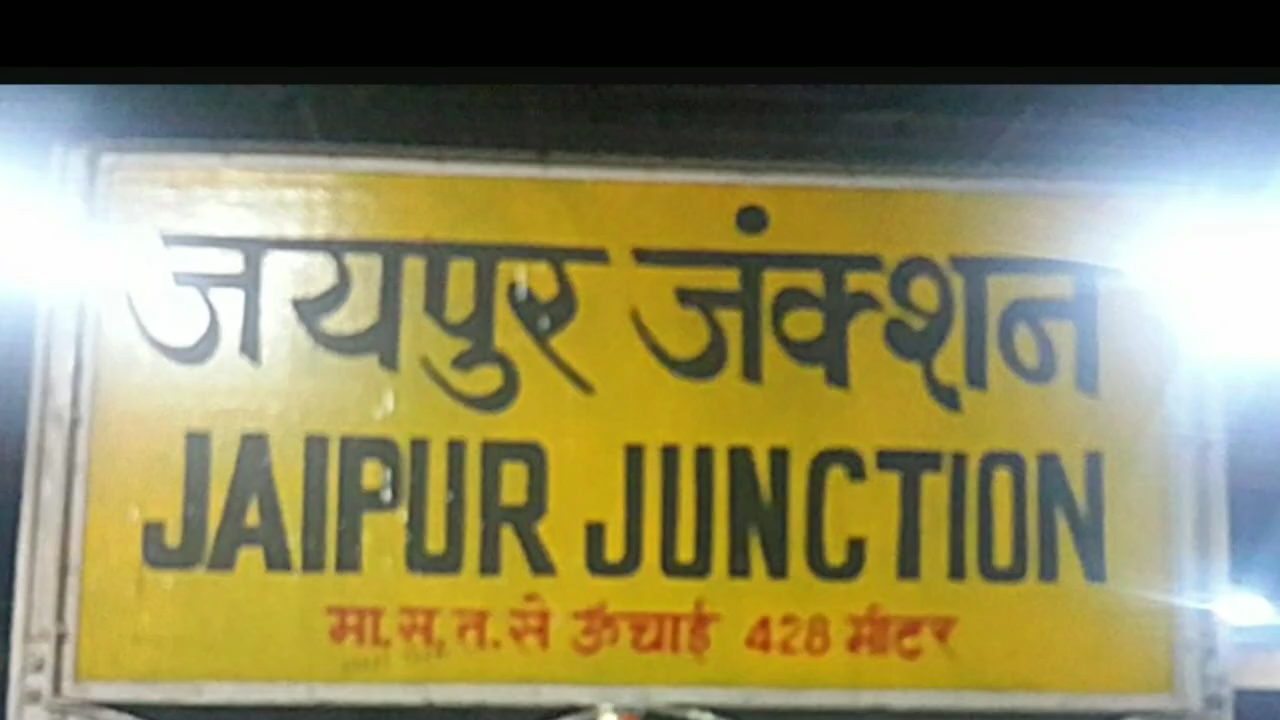 जयपुर जंक्शन
JAIPUR JUNCTION
मा. स. त. से ऊँचाई 428 मीटर